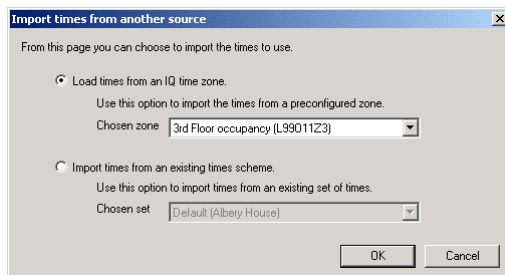 Import times from another source
From this page you can choose to import the times to use.
Load times from an IQ time zone.
Use this option to import the times from a preconfigured zone.
Chosen zone 3rd Floor occupancy (L99011Z3)
Import times from an existing times scheme.
Use this option to import times from an existing set of times.
Chosen set Default (Albery House)
OK Cancel